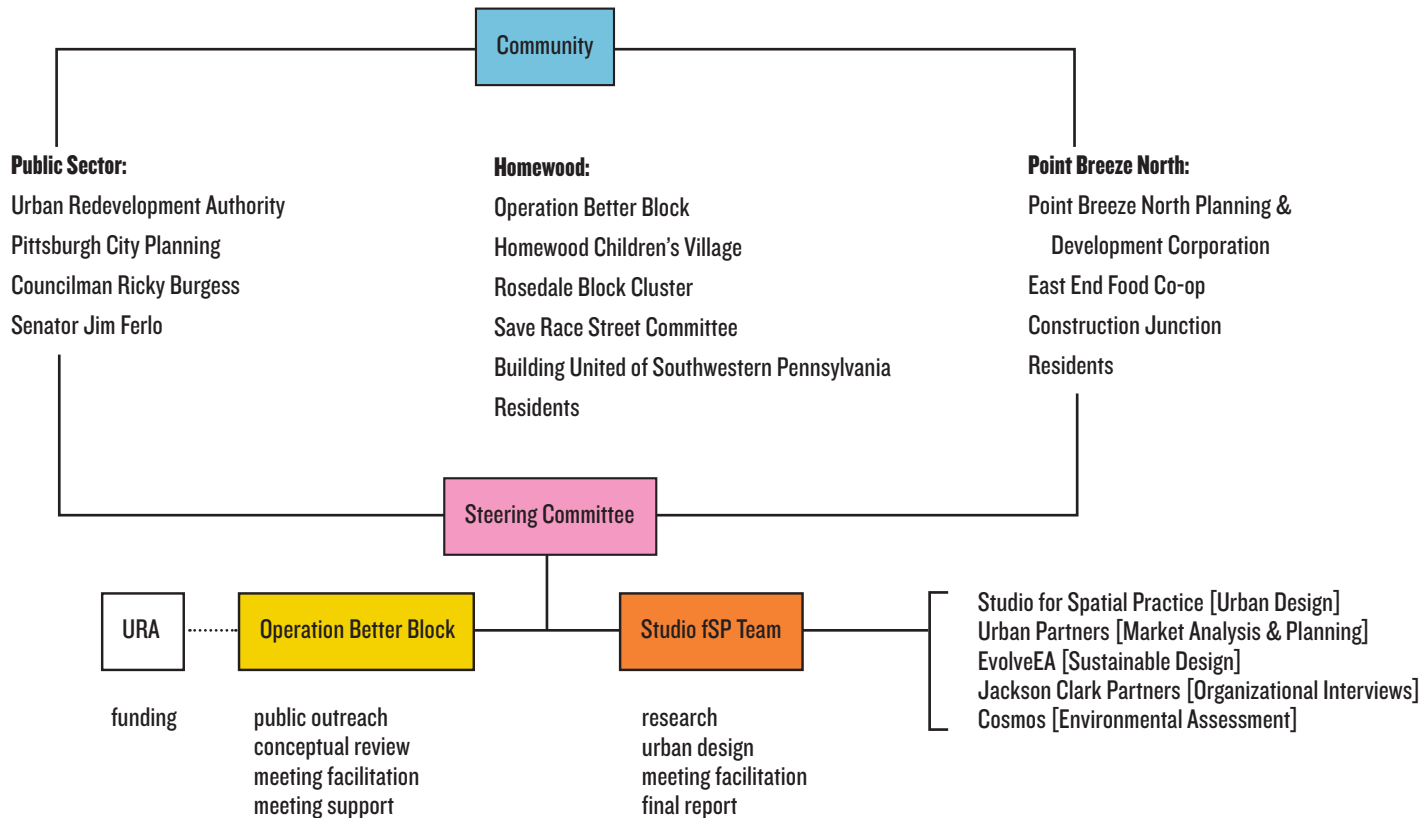 Community
Public Sector:
Urban Redevelopment Authority
Pittsburgh City Planning
Councilman Ricky Burgess
Senator Jim Ferlo
Homewood:
Operation Better Block
Homewood Children's Village
Rosedale Block Cluster
Save Race Street Committee
Building United of Southwestern Pennsylvania
Residents
Point Breeze North:
Point Breeze North Planning &
Development Corporation
East End Food Co-op
Construction Junction
Residents
Steering Committee
URA
funding
Operation Better Block
public outreach
conceptual review
meeting facilitation
meeting support
Studio fSP Team
research
urban design
meeting facilitation
final report
Studio for Spatial Practice [Urban Design]
Urban Partners [Market Analysis & Planning]
EvolveEA [Sustainable Design]
Jackson Clark Partners [Organizational Interviews]
Cosmos [Environmental Assessment]